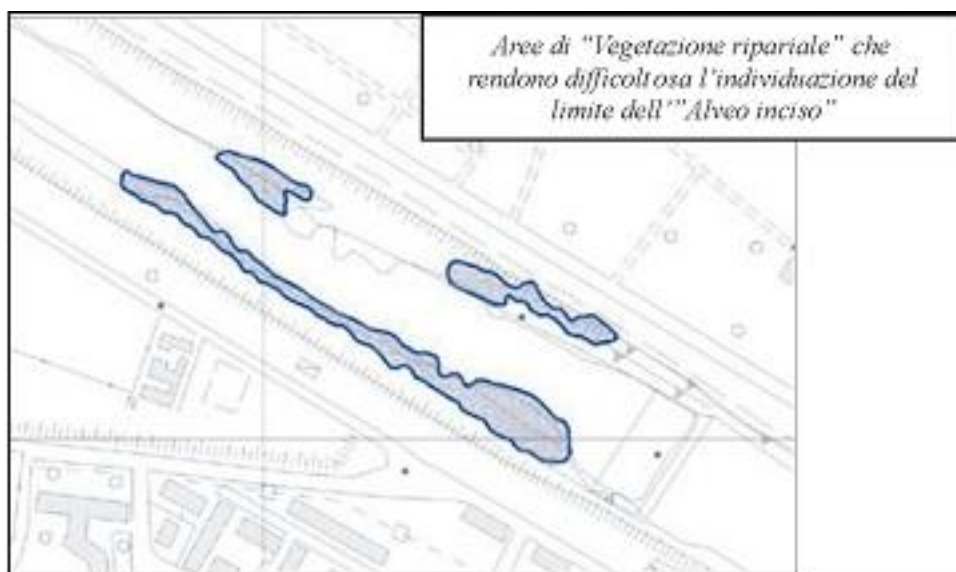 Aree di “Vegetazione ripariale” che
rendono difficoltosa l’individuazione del
limite dell’”Alveo inciso”